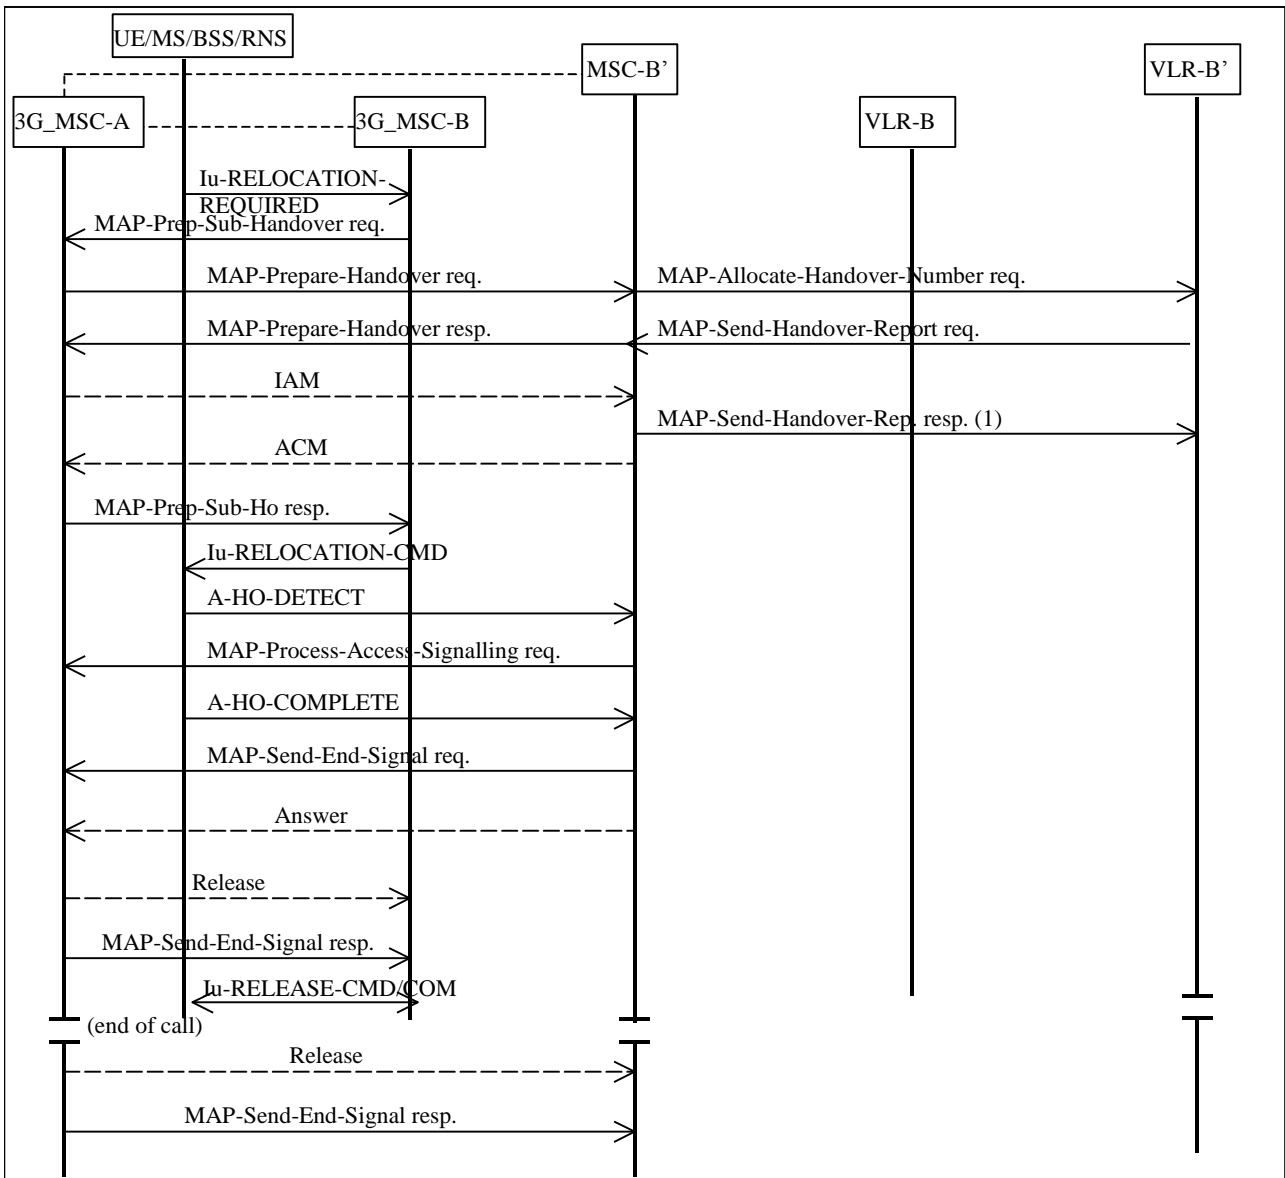 UE/MS/BSS/RNS
MSC-B’
VLR-B’
3G_MSC-A
3G_MSC-B
VLR-B
Iu-RELOCATION-
REQUIRED
MAP-Prep-Sub-Handover req.
MAP-Prepare-Handover req.
MAP-Allocate-Handover-Number req.
MAP-Prepare-Handover resp.
MAP-Send-Handover-Report req.
IAM
MAP-Send-Handover-Rep. resp. (1)
ACM
MAP-Prep-Sub-Ho resp.
Iu-RELOCATION-CMD
A-HO-DETECT
MAP-Process-Access-Signalling req.
A-HO-COMPLETE
MAP-Send-End-Signal req.
Answer
Release
MAP-Send-End-Signal resp.
Iu-RELEASE-CMD/COM
(end of call)
Release
MAP-Send-End-Signal resp.